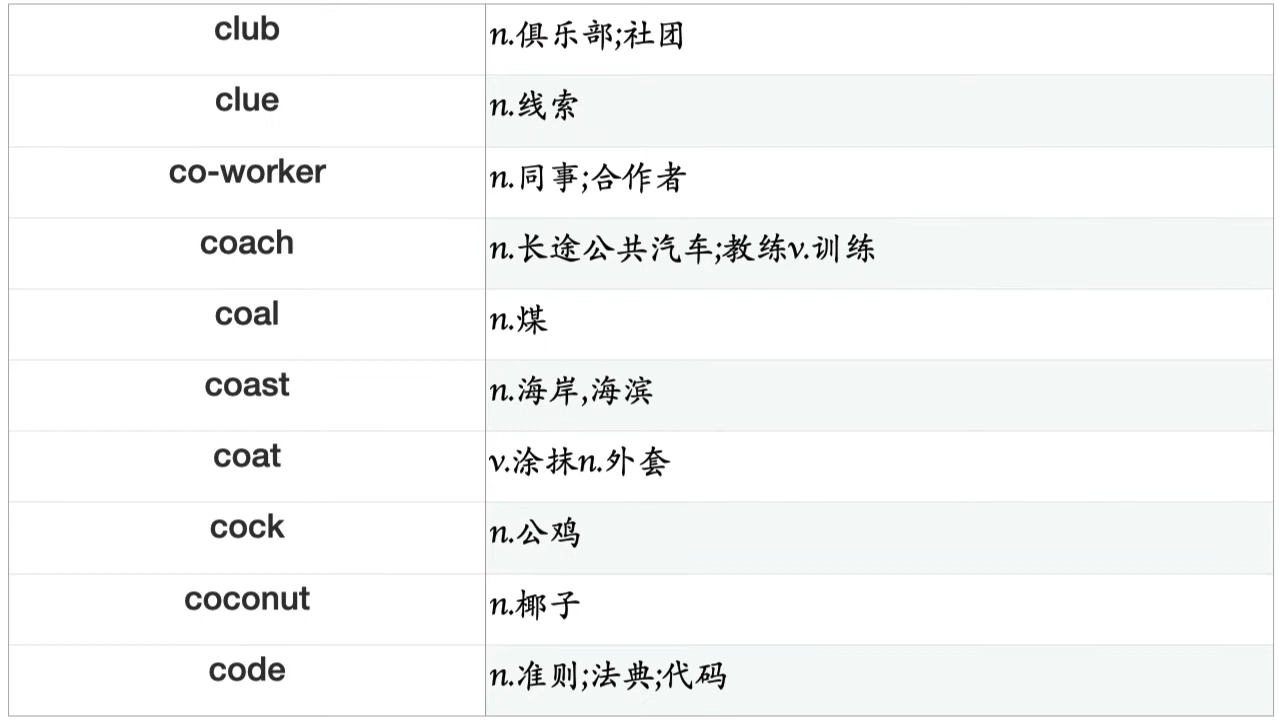 club n.俱乐部;社团
clue n.线索
co-worker n.同事;合作者
coach n.长途公共汽车;教练v.训练
coal n.煤
coast n.海岸,海滨
coat v.涂抹n.外套
cock n.公鸡
coconut n.椰子
code n.准则;法典;代码